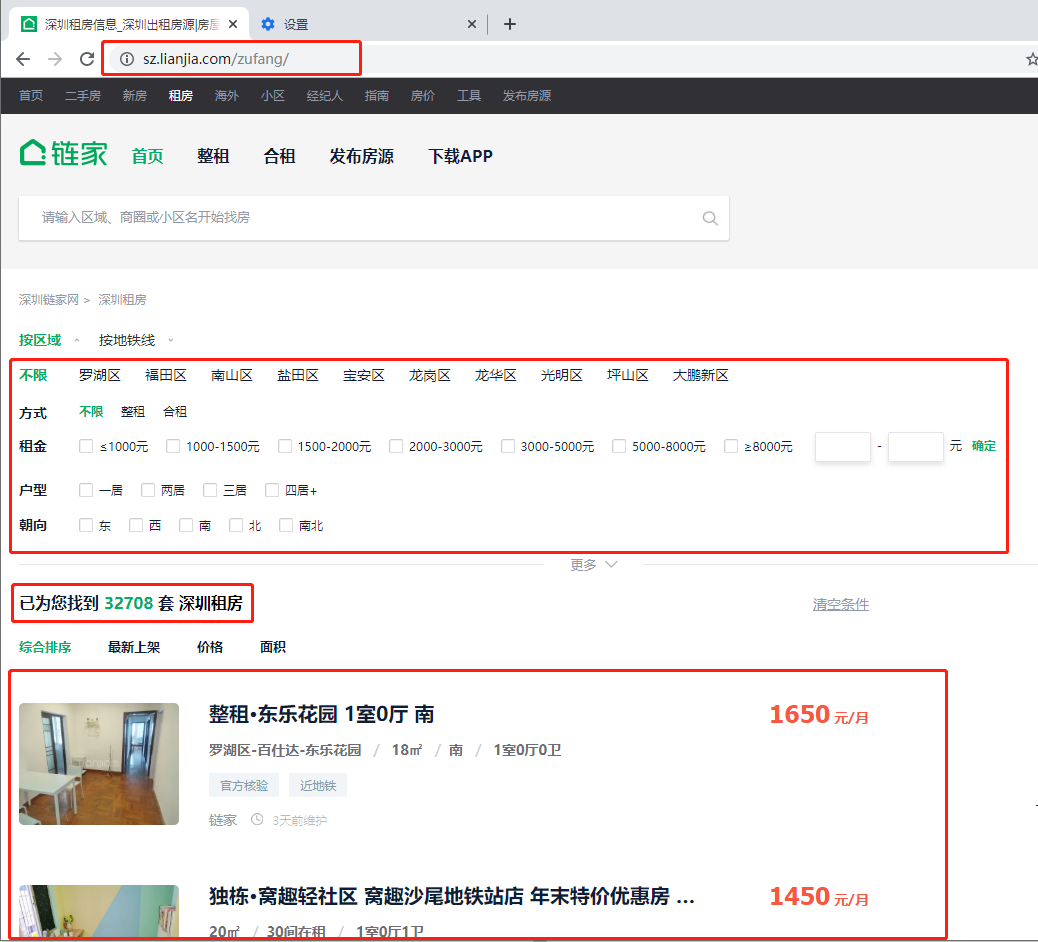 深圳租房信息_深圳出租房源|房屋 设置
sz.lianjia.com/zufang/
首页 二手房 新房 租房 海外 小区 经纪人 指南 房价 工具 发布房源
链家 首页 整租 合租 发布房源 下载APP
请输入区域、商圈或小区名开始找房
深圳链家网 > 深圳租房
按区域 按地铁线
不限 罗湖区 福田区 南山区 盐田区 宝安区 龙岗区 龙华区 光明区 坪山区 大鹏新区
方式 不限 整租 合租
租金 ≤1000元 1000-1500元 1500-2000元 2000-3000元 3000-5000元 5000-8000元 ≥8000元 - 元 确定
户型 一居 两居 三居 四居+
朝向 东 西 南 北 南北
更多
已为您找到 32708 套 深圳租房 清空条件
综合排序 最新上架 价格 面积
整租·东乐花园 1室0厅 南 1650 元/月
罗湖区-百仕达-东乐花园 / 18㎡ / 南 / 1室0厅0卫
官方核验 近地铁
链家 3天前维护
独栋·窝趣轻社区 窝趣沙尾地铁站店 年末特价优惠房 ... 1450 元/月
20㎡ / 30间在租 / 1室0厅1卫